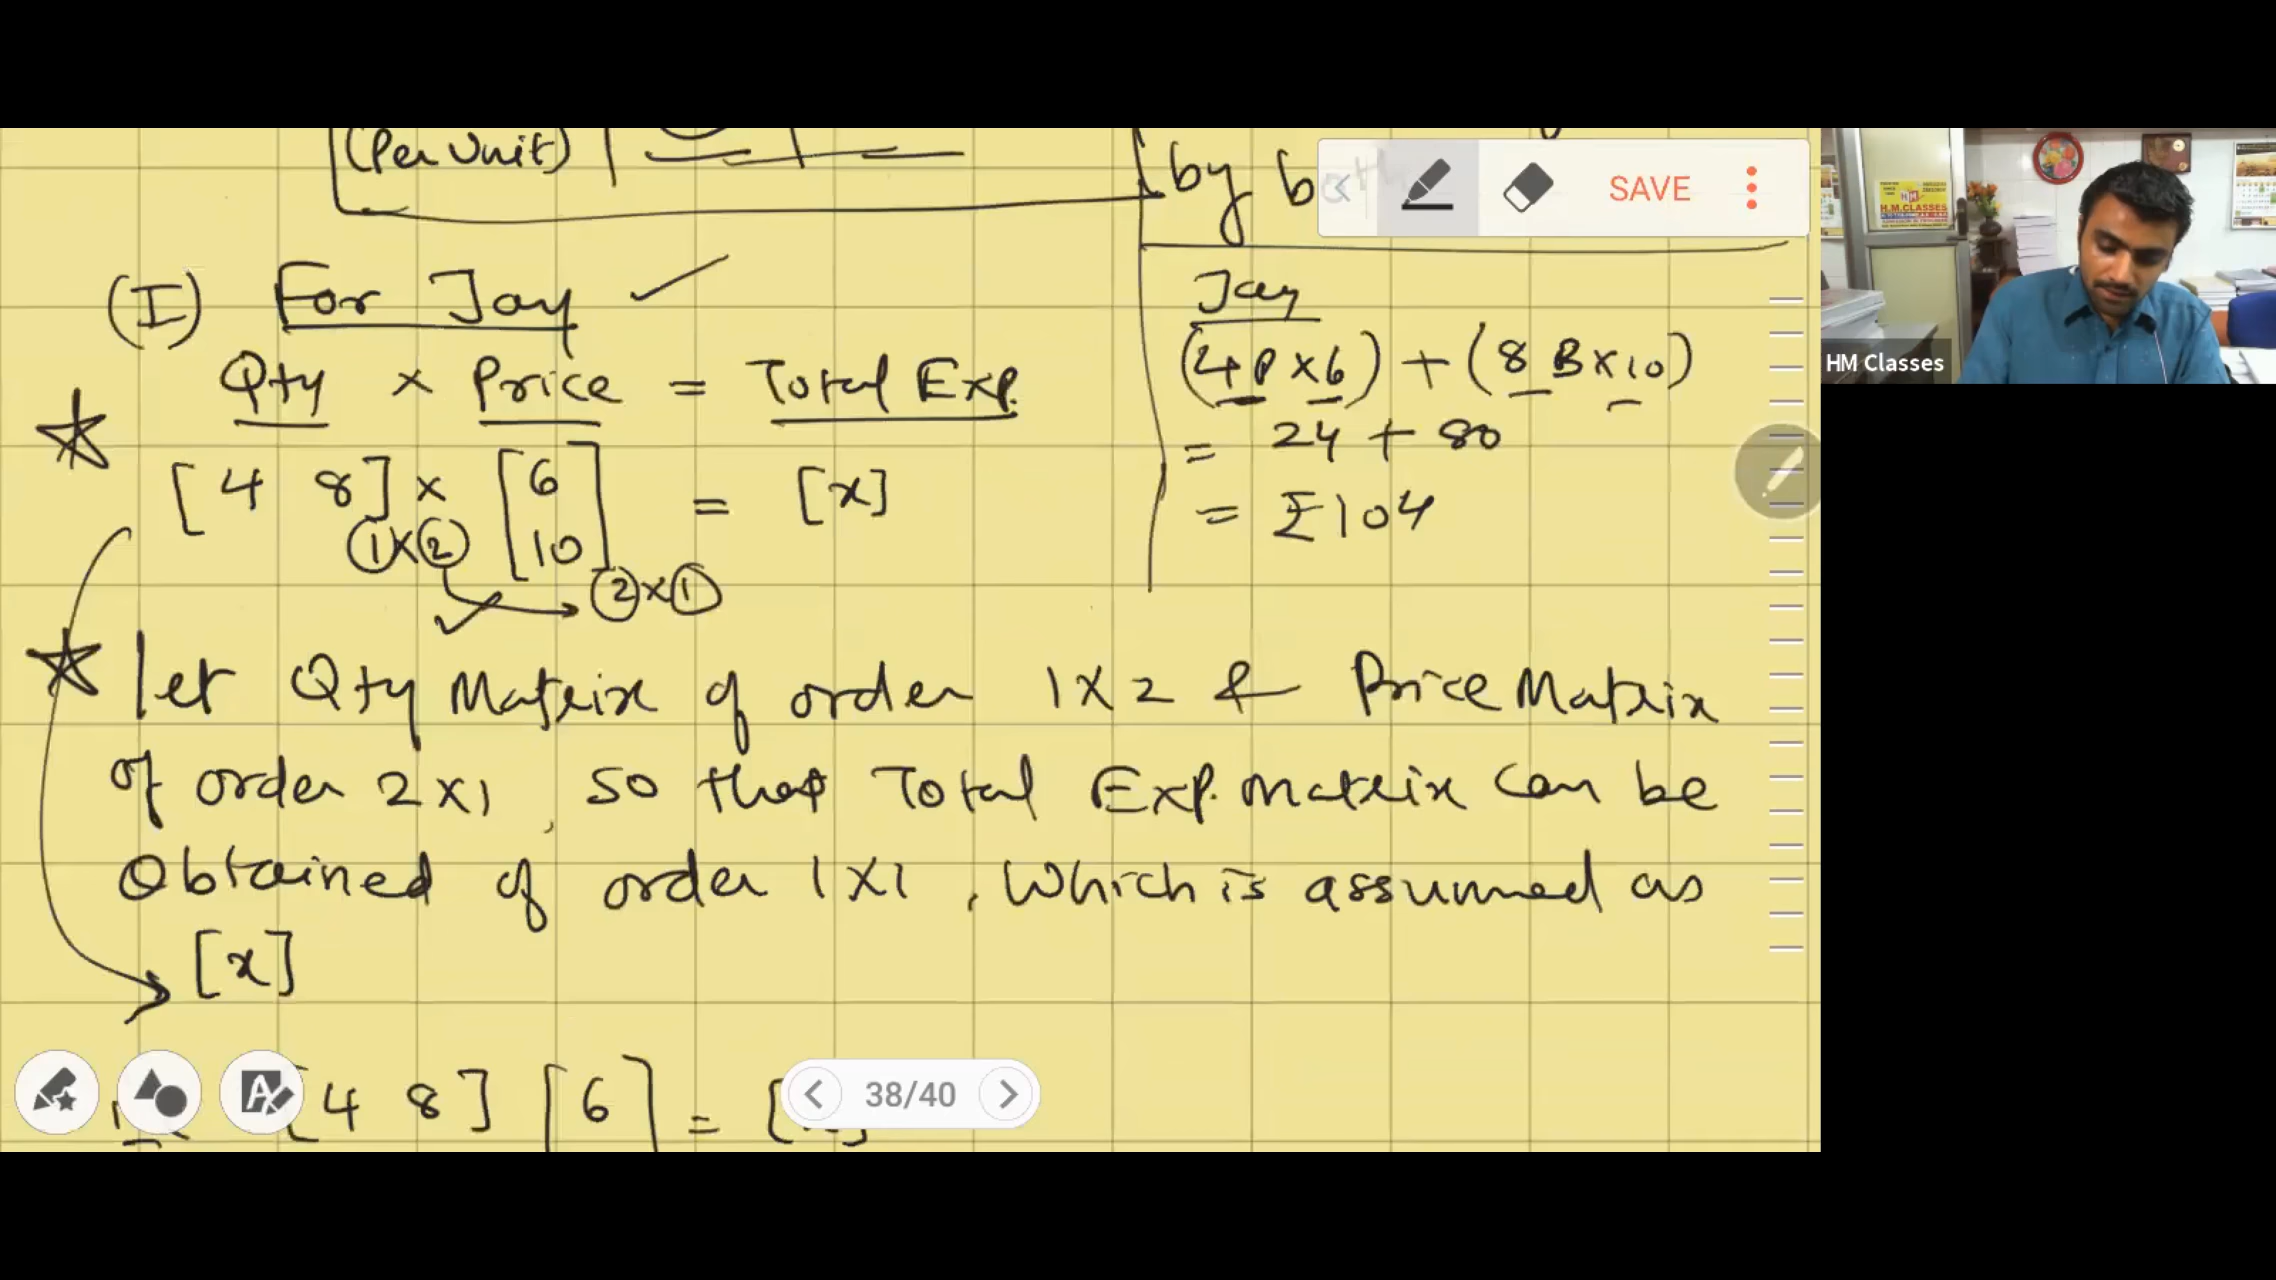 (Per Unit)
by both
SAVE
(I) For Jay ✓
Qty × Price = Total Exp.
[4 8] × [6
10] = [x]
①×② ②×①
Jay
(4P×6) + (8B×10)
= 24 + 80
= ₹104
let Qty Matrix of order 1×2 & Price Matrix
of order 2×1, so that Total Exp. matrix can be
Obtained of order 1×1, which is assumed as
[x]
[4 8] [6] = [
38/40
HM
H.M.CLASSES
HM Classes